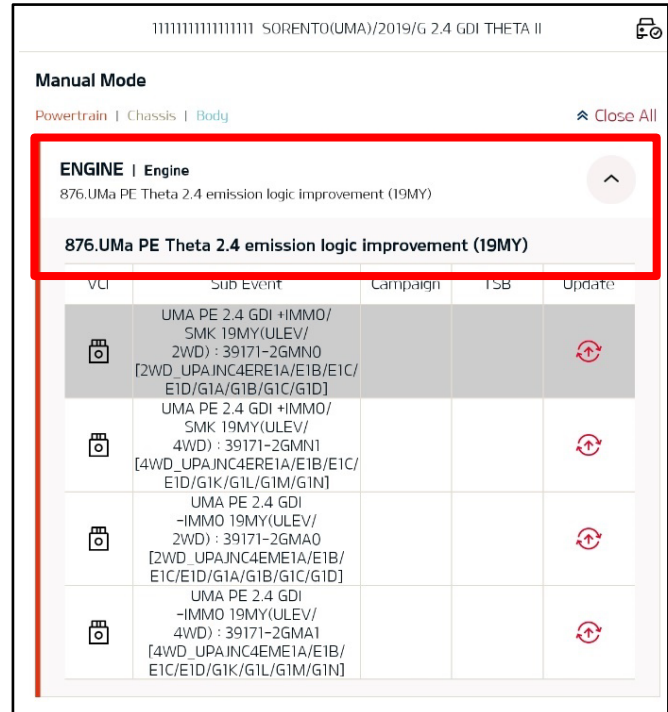 11111111111111111 SORENTO(UMA)/2019/G 2.4 GDI THETA II
Manual Mode
Powertrain | Chassis | Body
Close All
ENGINE | Engine
876.UMa PE Theta 2.4 emission logic improvement (19MY)
876.UMa PE Theta 2.4 emission logic improvement (19MY)
VCI Sub Event Campaign TSB Update
UMA PE 2.4 GDI +IMMO/
SMK 19MY(ULEV/
2WD) : 39171-2GMN0
[2WD_UPAJNC4ERE1A/E1B/E1C/
E1D/G1A/G1B/G1C/G1D]
UMA PE 2.4 GDI +IMMO/
SMK 19MY(ULEV/
4WD) : 39171-2GMN1
[4WD_UPAJNC4ERE1A/E1B/E1C/
E1D/G1K/G1L/G1M/G1N]
UMA PE 2.4 GDI
-IMMO 19MY(ULEV/
2WD) : 39171-2GMA0
[2WD_UPAJNC4EME1A/E1B/
E1C/E1D/G1A/G1B/G1C/G1D]
UMA PE 2.4 GDI
-IMMO 19MY(ULEV/
4WD) : 39171-2GMA1
[4WD_UPAJNC4EME1A/E1B/
E1C/E1D/G1K/G1L/G1M/G1N]